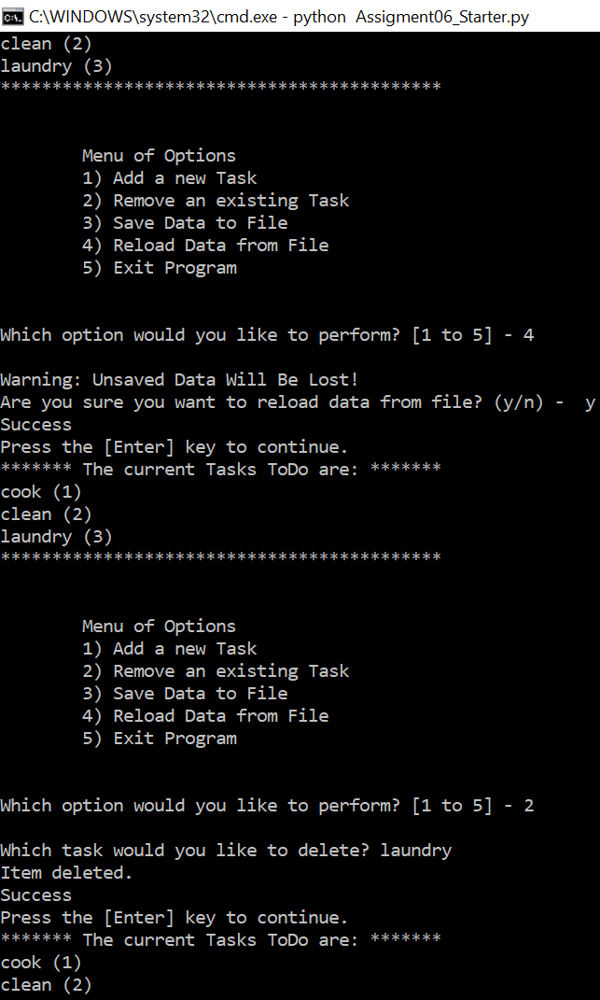 C:\WINDOWS\system32\cmd.exe - python  Assigment06_Starter.py
clean (2)
laundry (3)
*******************************************
Menu of Options
1) Add a new Task
2) Remove an existing Task
3) Save Data to File
4) Reload Data from File
5) Exit Program
Which option would you like to perform? [1 to 5] - 4
Warning: Unsaved Data Will Be Lost!
Are you sure you want to reload data from file? (y/n) -  y
Success
Press the [Enter] key to continue.
******* The current Tasks ToDo are: *******
cook (1)
clean (2)
laundry (3)
*******************************************
Menu of Options
1) Add a new Task
2) Remove an existing Task
3) Save Data to File
4) Reload Data from File
5) Exit Program
Which option would you like to perform? [1 to 5] - 2
Which task would you like to delete? laundry
Item deleted.
Success
Press the [Enter] key to continue.
******* The current Tasks ToDo are: *******
cook (1)
clean (2)